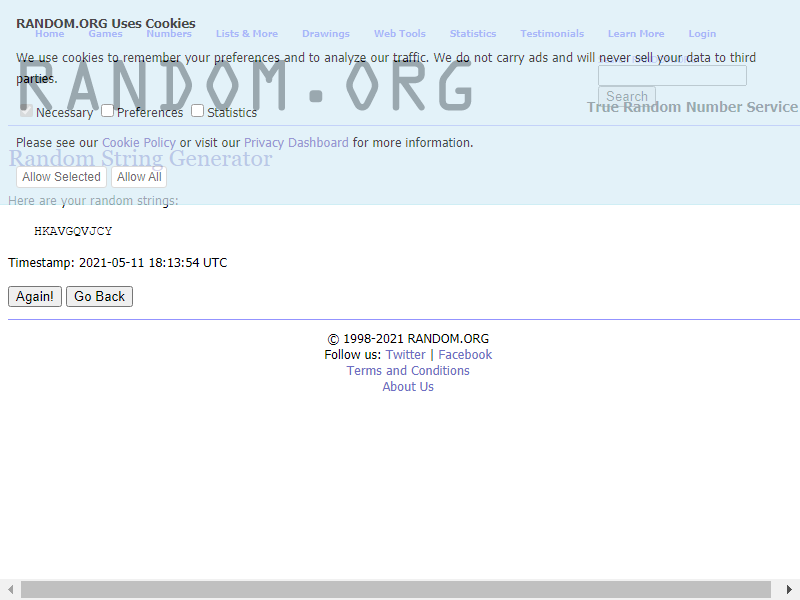 RANDOM.ORG Uses Cookies
Home Games Numbers Lists & More Drawings Web Tools Statistics Testimonials Learn More Login
We use cookies to remember your preferences and to analyze our traffic. We do not carry ads and will never sell your data to third
parties.
RANDOM.ORG
Search
True Random Number Service
Necessary Preferences Statistics
Please see our Cookie Policy or visit our Privacy Dashboard for more information.
Random String Generator
Allow Selected Allow All
Here are your random strings:
HKAVGQVJCY
Timestamp: 2021-05-11 18:13:54 UTC
Again! Go Back
© 1998-2021 RANDOM.ORG
Follow us: Twitter | Facebook
Terms and Conditions
About Us